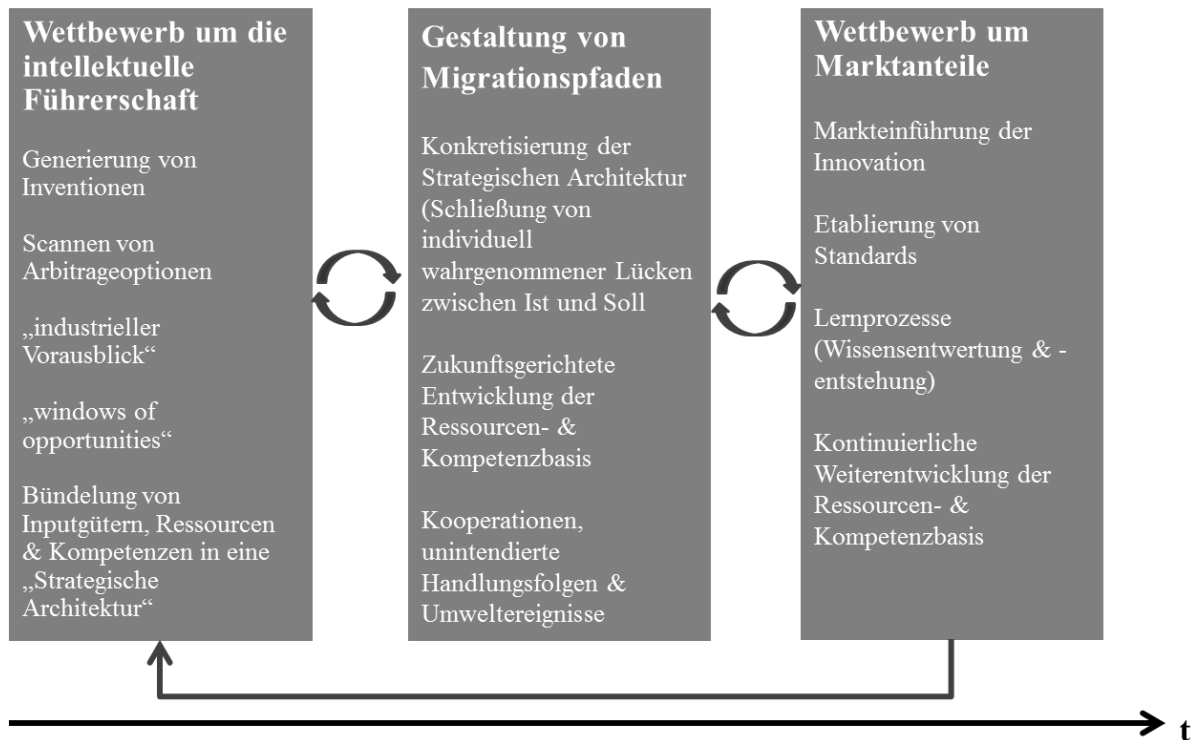 Wettbewerb um die
intellektuelle
Führerschaft
Generierung von
Inventionen
Scannen von
Arbitrageoptionen
„industrieller
Vorausblick“
„windows of
opportunities“
Bündelung von
Inputgütern, Ressourcen
& Kompetenzen in eine
„Strategische
Architektur“
Gestaltung von
Migrationspfaden
Konkretisierung der
Strategischen Architektur
(Schließung von
individuell
wahrgenommener Lücken
zwischen Ist und Soll
Zukunftsgerichtete
Entwicklung der
Ressourcen- &
Kompetenzbasis
Kooperationen,
unintendierte
Handlungsfolgen &
Umweltereignisse
Wettbewerb um
Marktanteile
Markteinführung der
Innovation
Etablierung von
Standards
Lernprozesse
(Wissensentwertung & -
entstehung)
Kontinuierliche
Weiterentwicklung der
Ressourcen- &
Kompetenzbasis
t